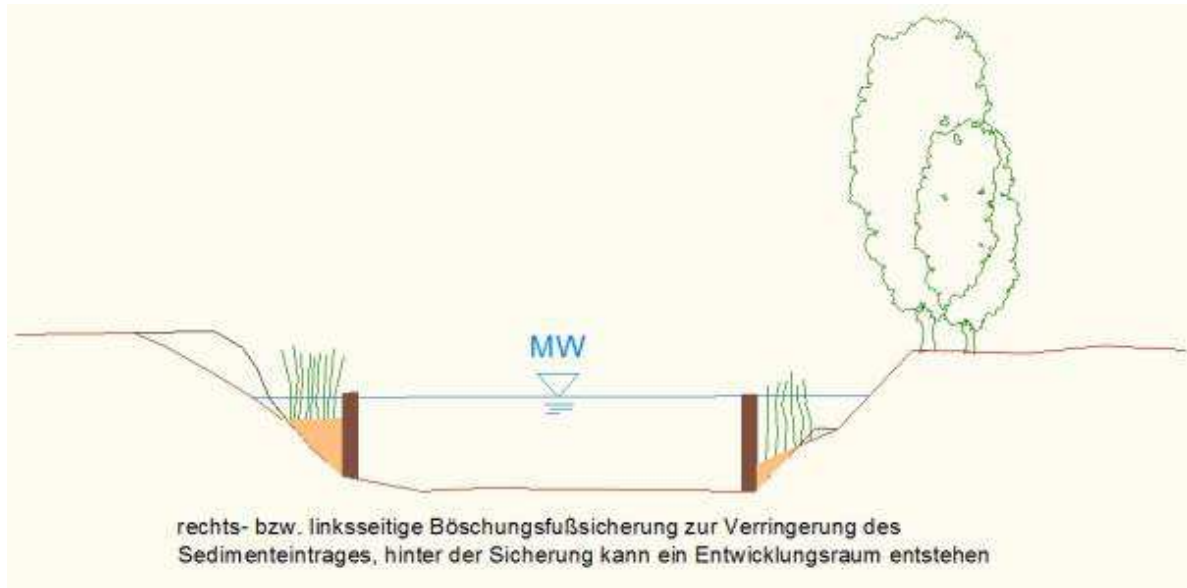 MW
rechts- bzw. linksseitige Böschungsfußsicherung zur Verringerung des
Sedimenteintrages, hinter der Sicherung kann ein Entwicklungsraum entstehen